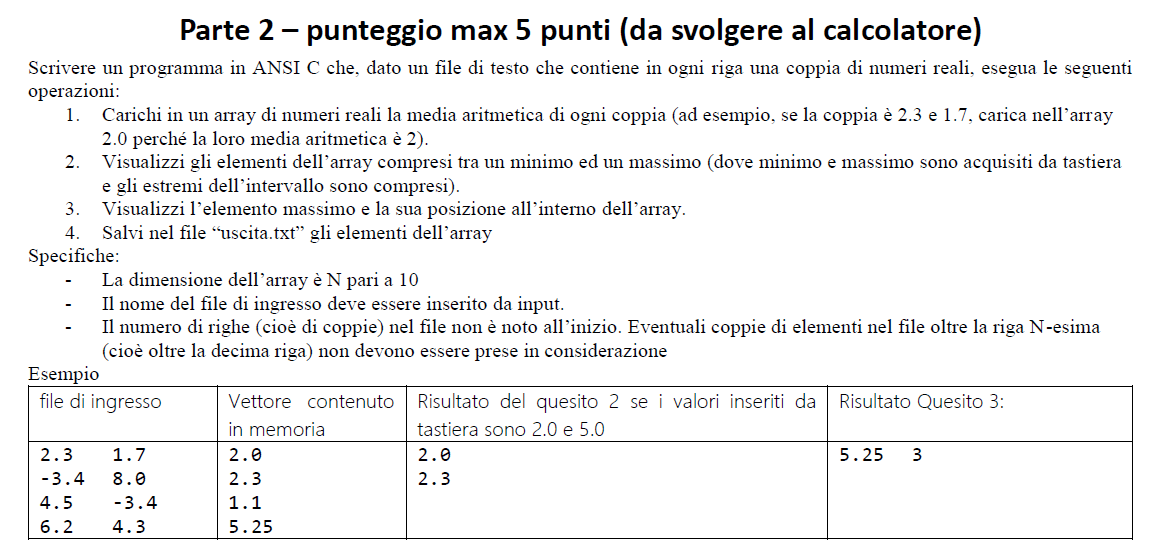 Parte 2 – punteggio max 5 punti (da svolgere al calcolatore)
Scrivere un programma in ANSI C che, dato un file di testo che contiene in ogni riga una coppia di numeri reali, esegua le seguenti
operazioni:
1. Carichi in un array di numeri reali la media aritmetica di ogni coppia (ad esempio, se la coppia è 2.3 e 1.7, carica nell’array
2.0 perché la loro media aritmetica è 2).
2. Visualizzi gli elementi dell’array compresi tra un minimo ed un massimo (dove minimo e massimo sono acquisiti da tastiera
e gli estremi dell’intervallo sono compresi).
3. Visualizzi l’elemento massimo e la sua posizione all’interno dell’array.
4. Salvi nel file “uscita.txt” gli elementi dell’array
Specifiche:
- La dimensione dell’array è N pari a 10
- Il nome del file di ingresso deve essere inserito da input.
- Il numero di righe (cioè di coppie) nel file non è noto all’inizio. Eventuali coppie di elementi nel file oltre la riga N-esima
(cioè oltre la decima riga) non devono essere prese in considerazione
Esempio
file di ingresso
Vettore contenuto
in memoria
Risultato del quesito 2 se i valori inseriti da
tastiera sono 2.0 e 5.0
Risultato Quesito 3:
2.3 1.7
-3.4 8.0
4.5 -3.4
6.2 4.3
2.0
2.3
1.1
5.25
2.0
2.3
5.25 3